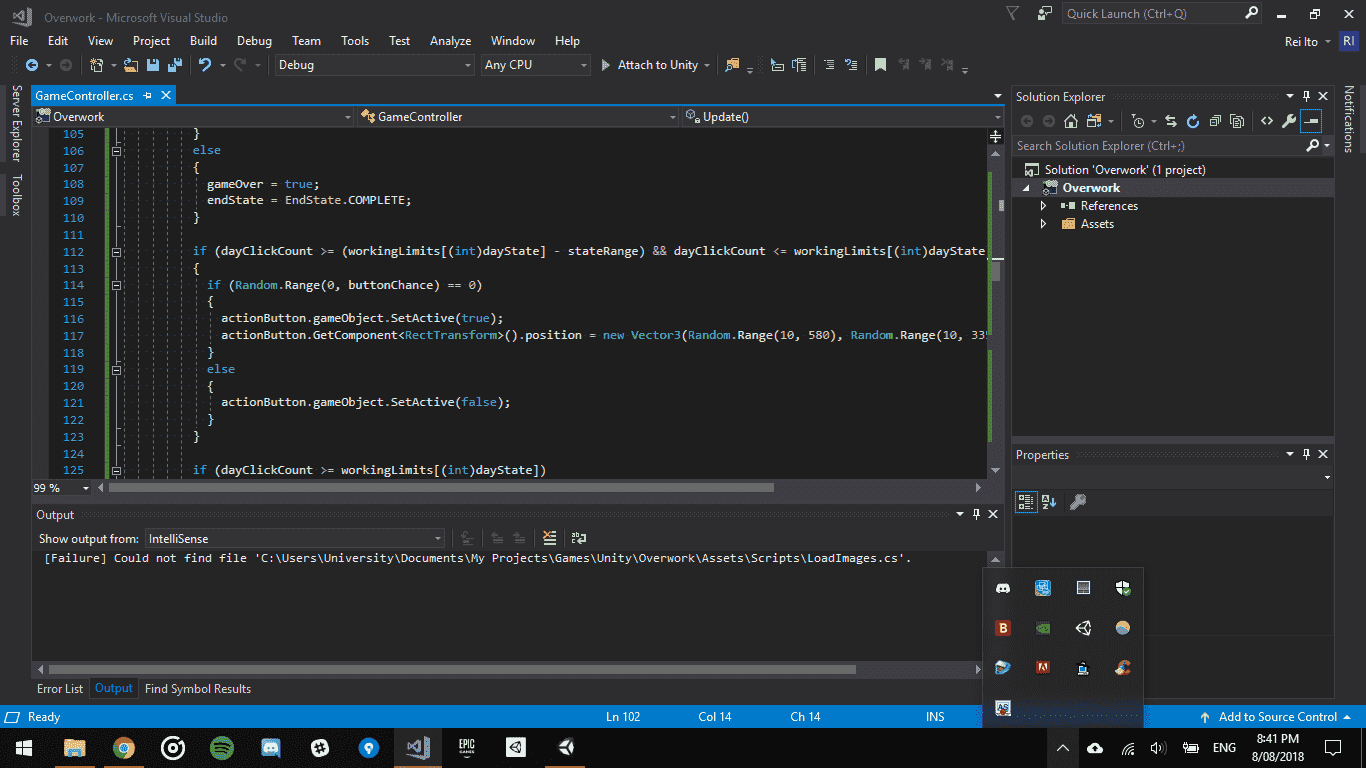 Overwork - Microsoft Visual Studio
Quick Launch (Ctrl+Q)
File Edit View Project Build Debug Team Tools Test Analyze Window Help
Rei Ito RI
Debug Any CPU Attach to Unity
Server Explorer
Toolbox
GameController.cs
Overwork GameController Update()
105 }
106 else
107 {
108 gameOver = true;
109 endState = EndState.COMPLETE;
110 }
111
112 if (dayClickCount >= (workingLimits[(int)dayState] - stateRange) && dayClickCount <= workingLimits[(int)dayState
113 {
114 if (Random.Range(0, buttonChance) == 0)
115 {
116 actionButton.gameObject.SetActive(true);
117 actionButton.GetComponent<RectTransform>().position = new Vector3(Random.Range(10, 580), Random.Range(10, 33
118 }
119 else
120 {
121 actionButton.gameObject.SetActive(false);
122 }
123 }
124
125 if (dayClickCount >= workingLimits[(int)dayState])
99 %
Output
Show output from: IntelliSense
[Failure] Could not find file 'C:\Users\University\Documents\My Projects\Games\Unity\Overwork\Assets\Scripts\LoadImages.cs'.
Error List Output Find Symbol Results
Solution Explorer
Search Solution Explorer (Ctrl+;)
Solution 'Overwork' (1 project)
Overwork
References
Assets
Notifications
Properties
Ready Ln 102 Col 14 Ch 14 INS Add to Source Control
EPIC
GAMES
ENG
8:41 PM
8/08/2018